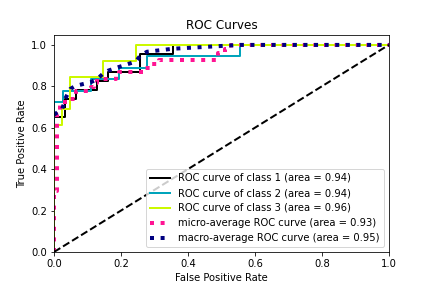 ROC Curves
True Positive Rate
1.0
0.8
0.6
0.4
0.2
0.0
ROC curve of class 1 (area = 0.94)
ROC curve of class 2 (area = 0.94)
ROC curve of class 3 (area = 0.96)
micro-average ROC curve (area = 0.93)
macro-average ROC curve (area = 0.95)
0.0 0.2 0.4 0.6 0.8 1.0
False Positive Rate